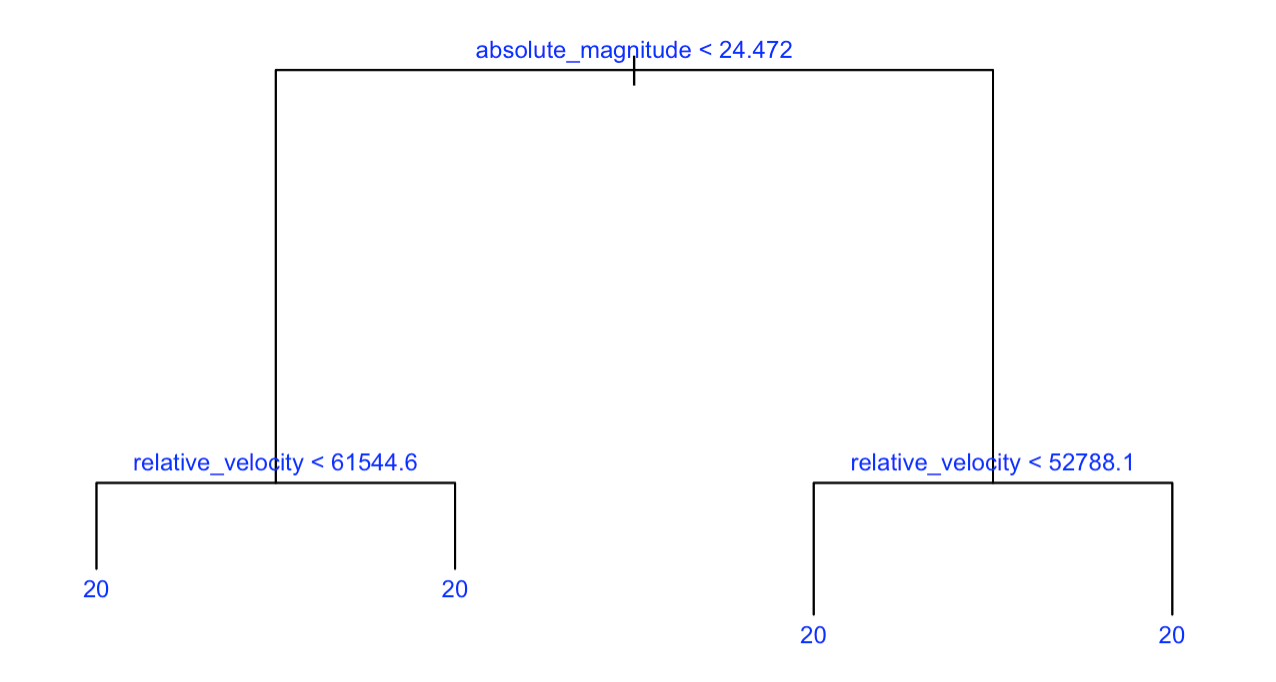 absolute_magnitude < 24.472
relative_velocity < 61544.6
relative_velocity < 52788.1
20
20
20
20